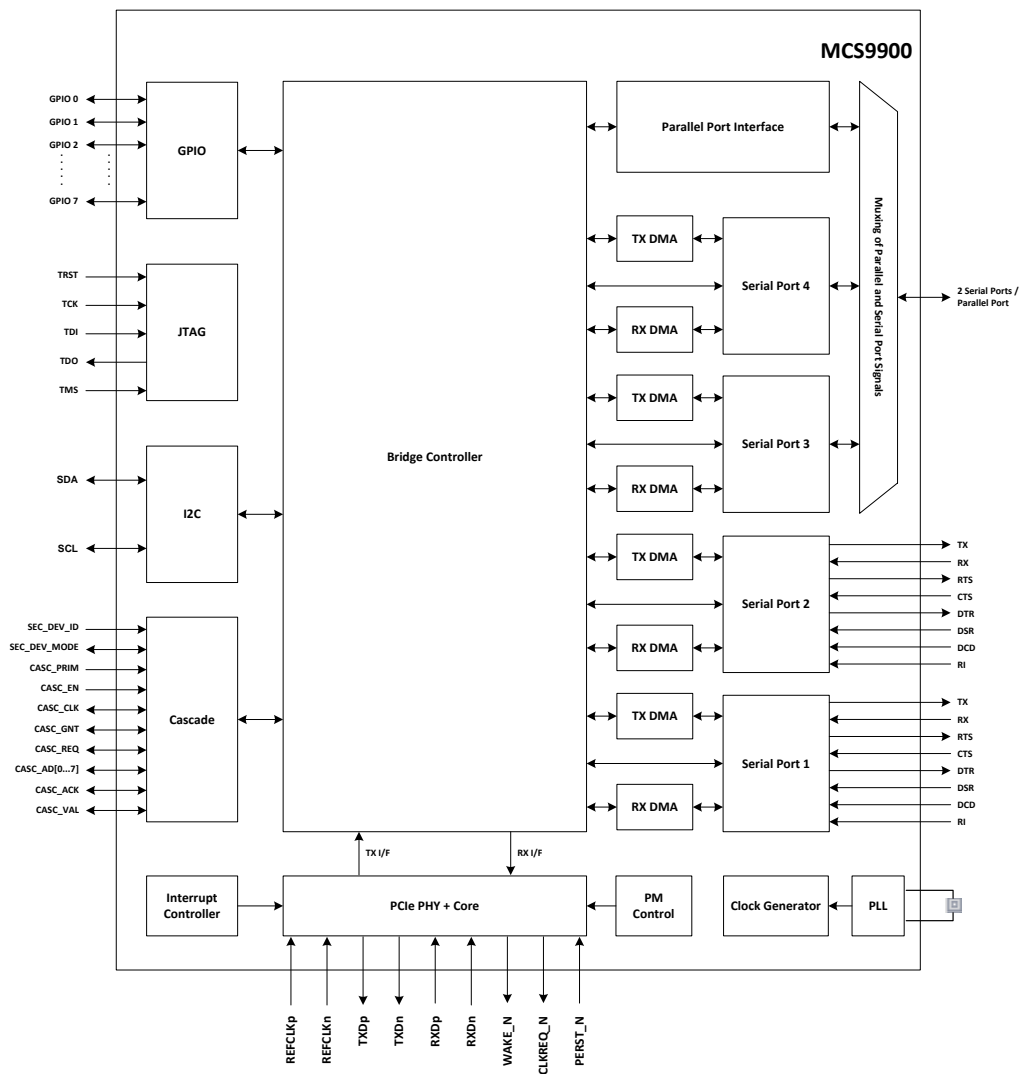 MCS9900
GPIO 0
GPIO 1
GPIO 2
GPIO 7
GPIO
TRST
TCK
TDI
TDO
TMS
JTAG
SDA
SCL
I2C
SEC_DEV_ID
SEC_DEV_MODE
CASC_PRIM
CASC_EN
CASC_CLK
CASC_GNT
CASC_REQ
CASC_AD[0...7]
CASC_ACK
CASC_VAL
Cascade
Bridge Controller
Parallel Port Interface
TX DMA
RX DMA
Serial Port 4
TX DMA
RX DMA
Serial Port 3
Muxing of Parallel and Serial Port Signals
2 Serial Ports /
Parallel Port
TX DMA
RX DMA
Serial Port 2
TX
RX
RTS
CTS
DTR
DSR
DCD
RI
TX DMA
RX DMA
Serial Port 1
TX
RX
RTS
CTS
DTR
DSR
DCD
RI
TX I/F
RX I/F
Interrupt
Controller
PCIe PHY + Core
PM
Control
Clock Generator
PLL
REFCLKp
REFCLKn
TXDp
TXDn
RXDp
RXDn
WAKE_N
CLKREQ_N
PERST_N